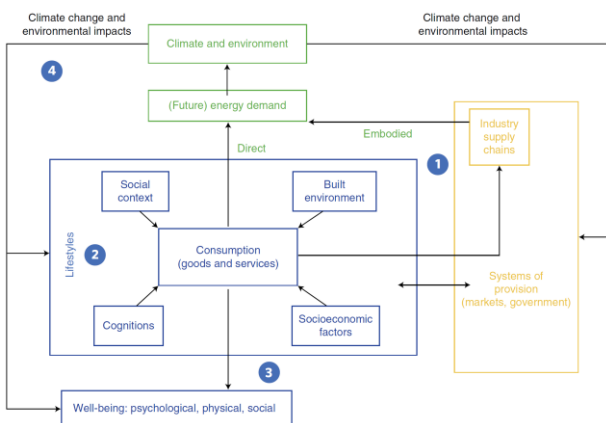 Climate change and
environmental impacts
Climate change and
environmental impacts
Climate and environment
4
(Future) energy demand
Embodied
Industry
supply
chains
Direct
1
Social
context
Built
environment
Lifestyles
2
Consumption
(goods and services)
Systems of
provision
(markets, government)
Cognitions
Socioeconomic
factors
3
Well-being: psychological, physical, social